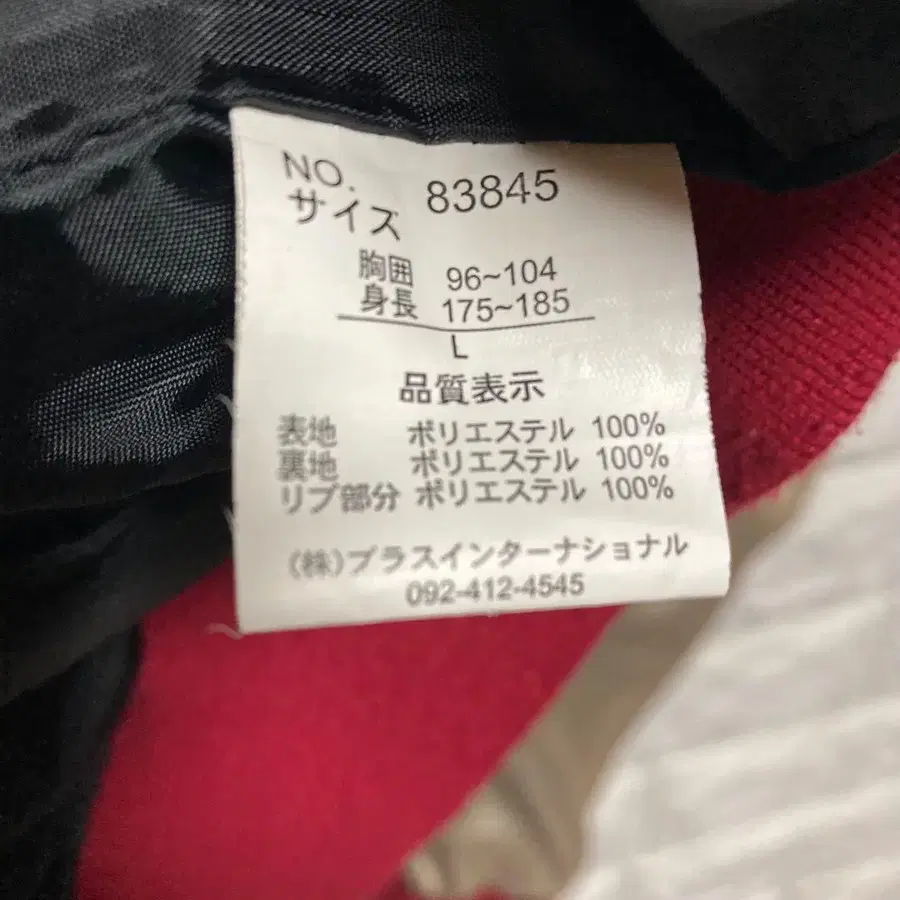 NO. 83845
サイズ
胸囲 96~104
身長 175~185
L
品質表示
表地 ポリエステル 100%
裏地 ポリエステル 100%
リブ部分 ポリエステル 100%
(株)プラスインターナショナル
092-412-4545